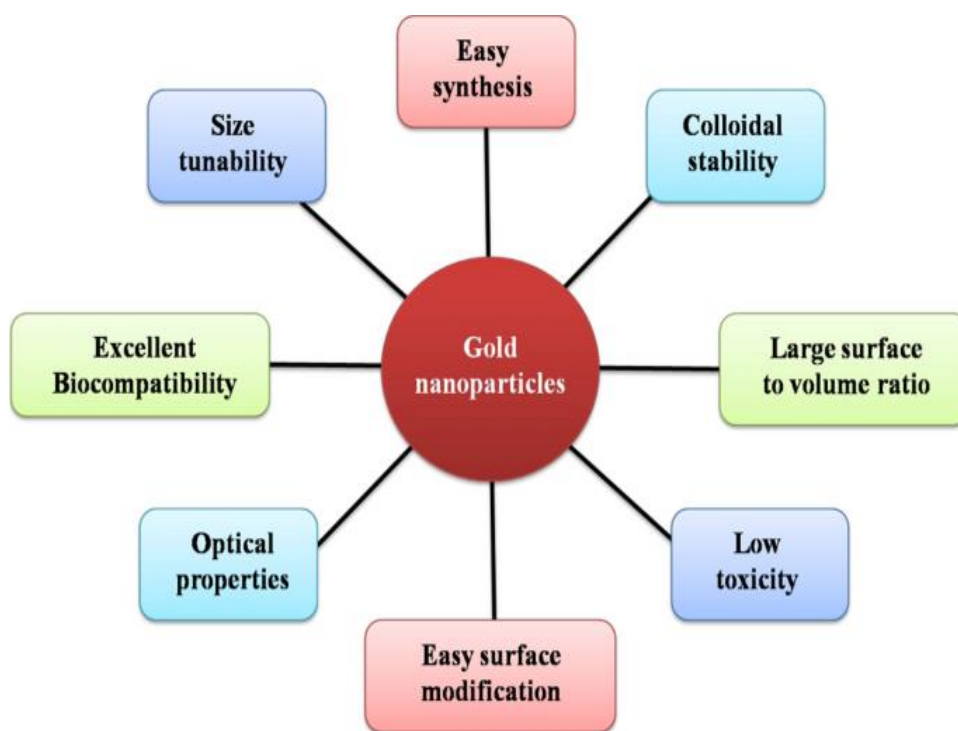 Easy
synthesis
Size
tunability
Colloidal
stability
Excellent
Biocompatibility
Gold
nanoparticles
Large surface
to volume ratio
Optical
properties
Low
toxicity
Easy surface
modification